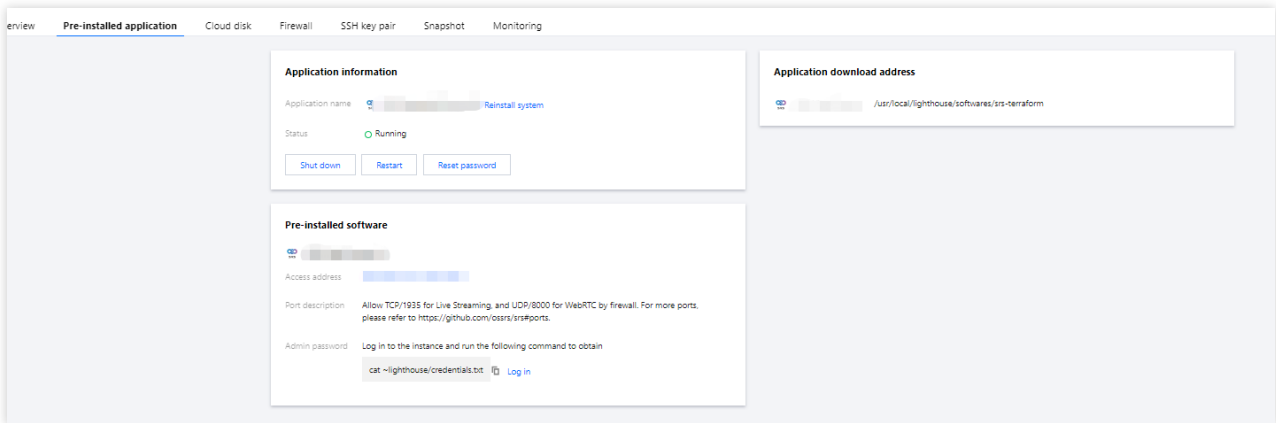 erview Pre-installed application Cloud disk Firewall SSH key pair Snapshot Monitoring
Application information
Application name Reinstall system
Status Running
Shut down Restart Reset password
Application download address
/usr/local/lighthouse/softwares/srs-terraform
Pre-installed software
Access address
Port description Allow TCP/1935 for Live Streaming, and UDP/8000 for WebRTC by firewall. For more ports,
please refer to https://github.com/ossrs/srs#ports.
Admin password Log in to the instance and run the following command to obtain
cat ~lighthouse/credentials.txt Log in